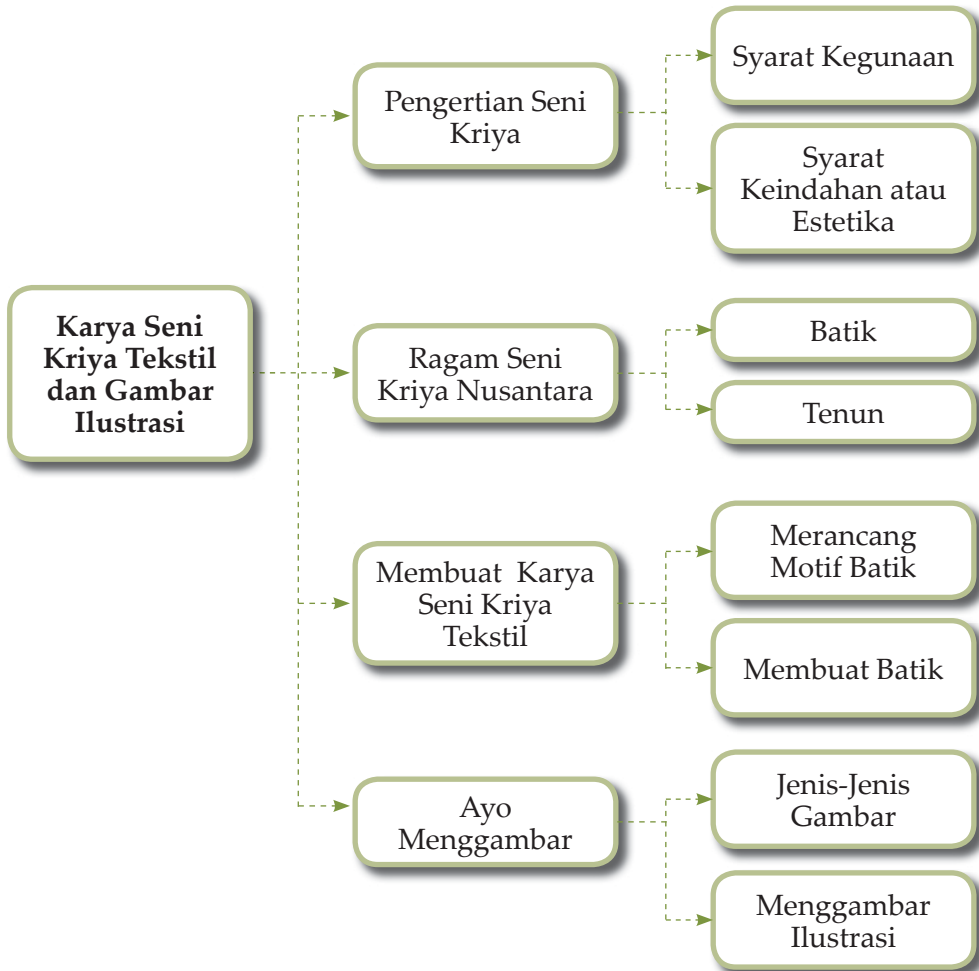 Karya Seni
Kriya Tekstil
dan Gambar
Ilustrasi
Pengertian Seni
Kriya
Syarat Kegunaan
Syarat
Keindahan atau
Estetika
Ragam Seni
Kriya Nusantara
Batik
Tenun
Membuat Karya
Seni Kriya
Tekstil
Merancang
Motif Batik
Membuat Batik
Ayo
Menggambar
Jenis-Jenis
Gambar
Menggambar
Ilustrasi